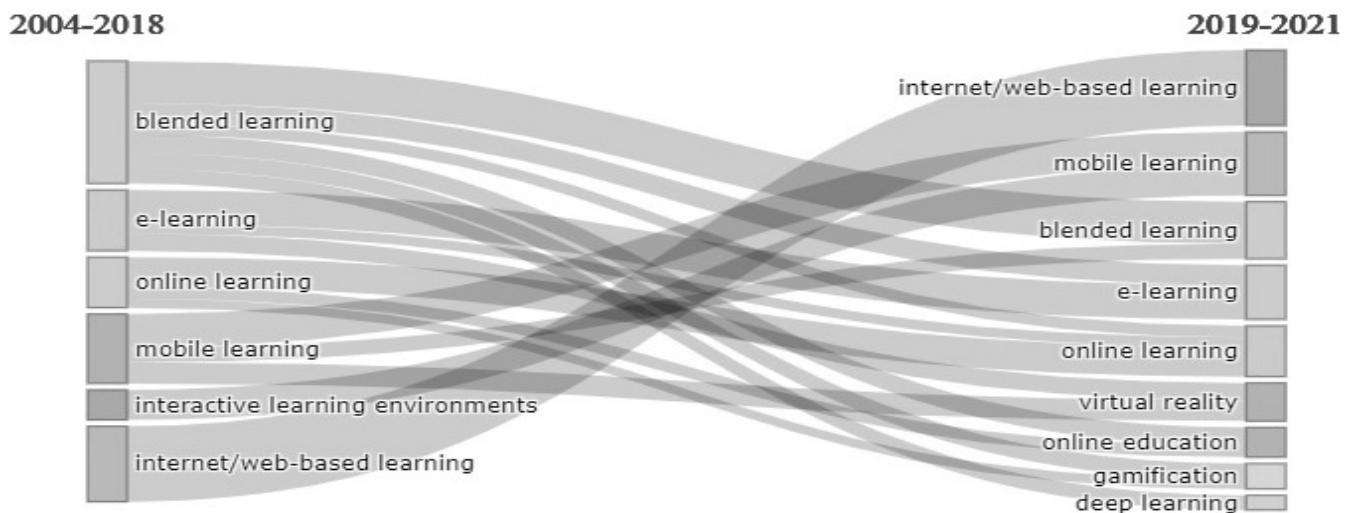 2004–2018
2019–2021
blended learning
e-learning
online learning
mobile learning
interactive learning environments
internet/web-based learning
internet/web-based learning
mobile learning
blended learning
e-learning
online learning
virtual reality
online education
gamification
deep learning